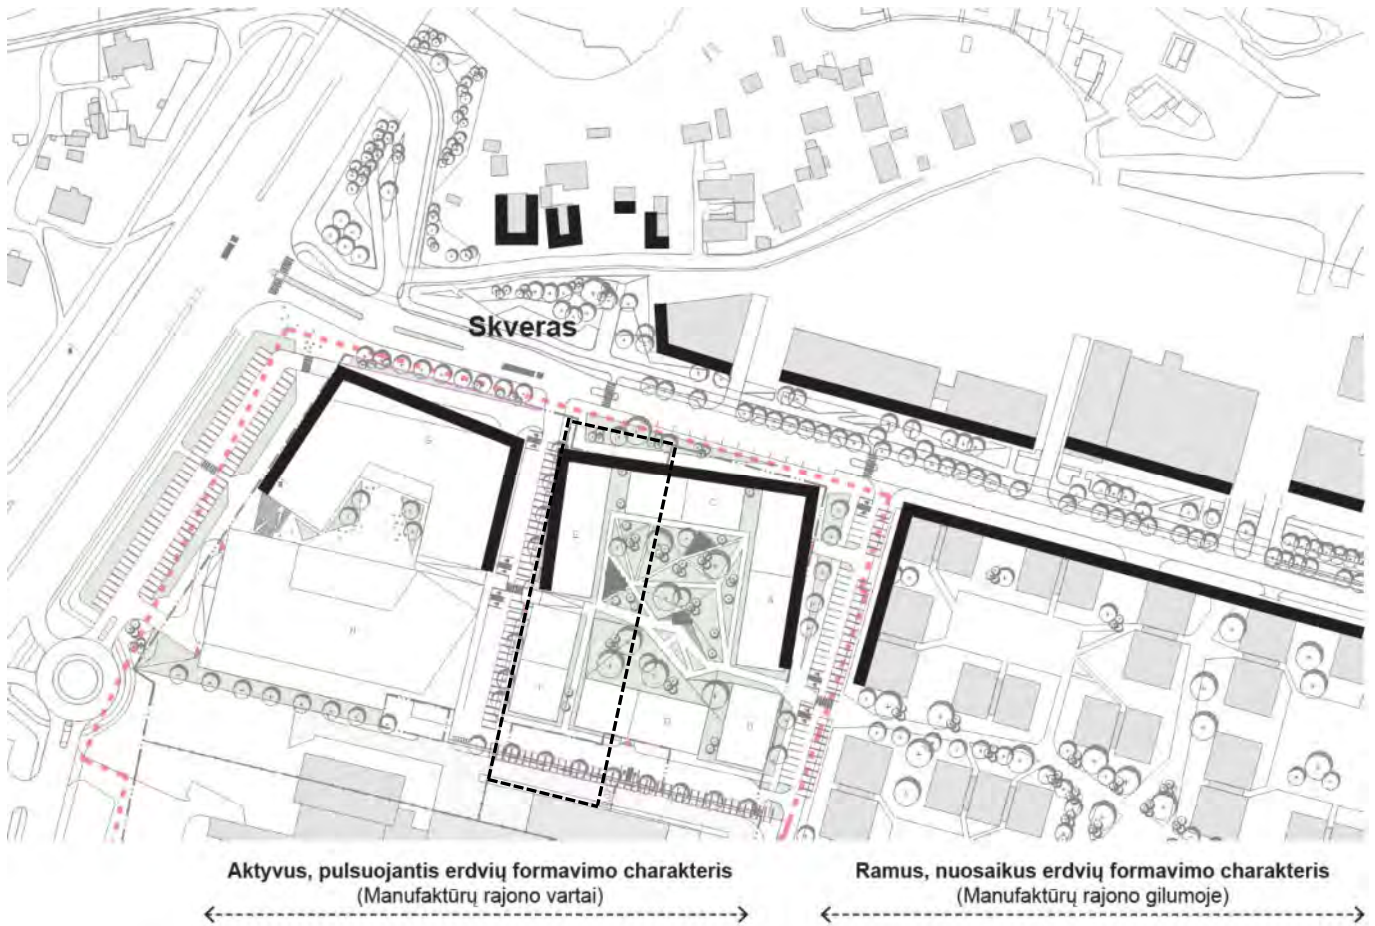 Skveras
G
C
E
A
B
Aktyvus, pulsuojantis erdvių formavimo charakteris
(Manufaktūrų rajono vartai)
Ramus, nuosaikus erdvių formavimo charakteris
(Manufaktūrų rajono gilumoje)